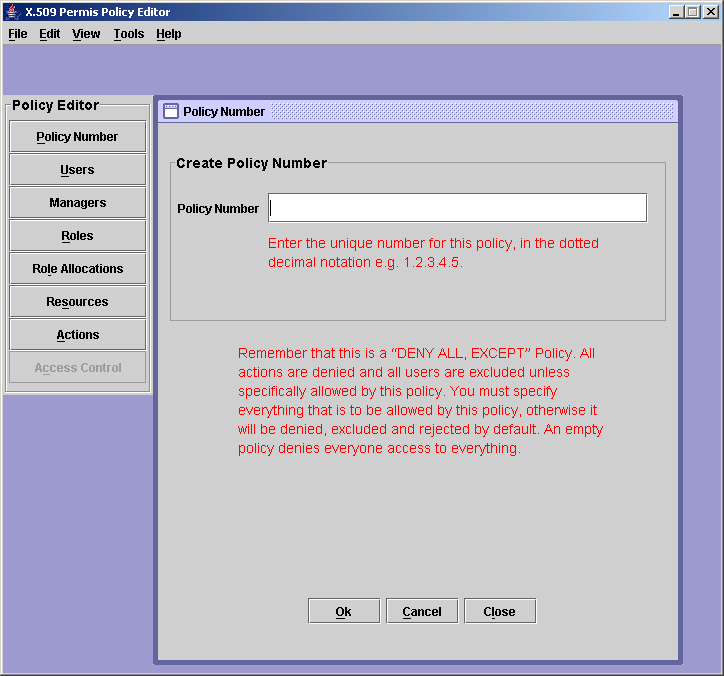 X.509 Permis Policy Editor
File Edit View Tools Help
Policy Editor
Policy Number
Users
Managers
Roles
Role Allocations
Resources
Actions
Access Control
Policy Number
Create Policy Number
Policy Number
Enter the unique number for this policy, in the dotted
decimal notation e.g. 1.2.3.4.5.
Remember that this is a “DENY ALL, EXCEPT” Policy. All
actions are denied and all users are excluded unless
specifically allowed by this policy. You must specify
everything that is to be allowed by this policy, otherwise it
will be denied, excluded and rejected by default. An empty
policy denies everyone access to everything.
Ok Cancel Close